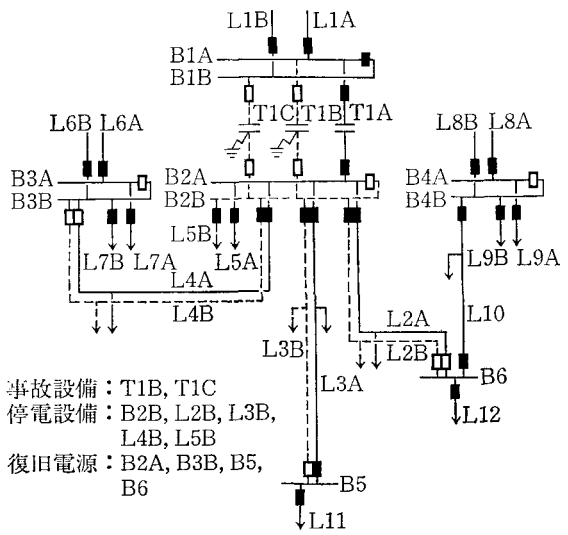 L1B L1A
B1A
B1B
T1C T1B T1A
L6B L6A
L8B L8A
B3A
B3B
B2A
B2B
B4A
B4B
L5B
L5A
L7B L7A
L9B L9A
L4A
L4B
L10
L2A
L2B
L3B
L3A
B6
L12
事故設備：T1B, T1C
停電設備：B2B, L2B, L3B,
L4B, L5B
復旧電源：B2A, B3B, B5,
B6
B5
L11